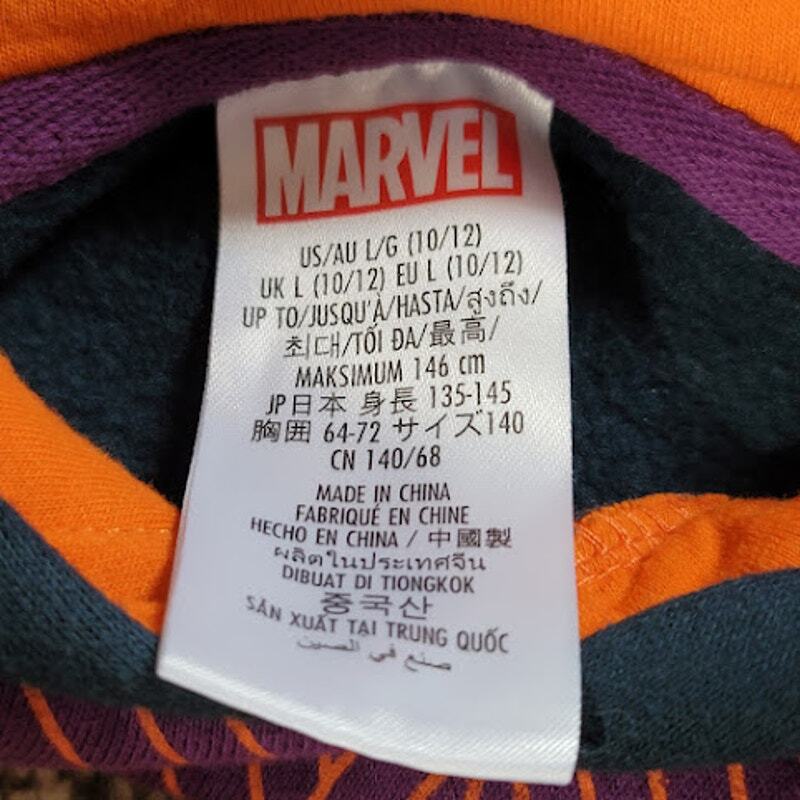 MARVEL
US/AU L/G (10/12)
UK L (10/12) EU L (10/12)
UP TO/JUSQU'À/HASTA/สูงถึง/
최대/TỐI ĐA/最高/
MAKSIMUM 146 cm
JP日本 身長 135-145
胸囲 64-72 サイズ140
CN 140/68
MADE IN CHINA
FABRIQUÉ EN CHINE
HECHO EN CHINA / 中國製
ผลิตในประเทศจีน
DIBUAT DI TIONGKOK
중국산
SẢN XUẤT TẠI TRUNG QUỐC
صنع في الصين